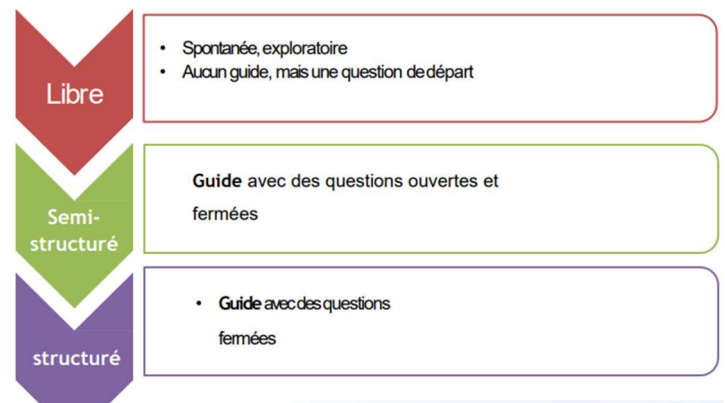 Libre
• Spontanée, exploratoire
• Aucun guide, mais une question de départ
Semi-
structuré
Guide avec des questions ouvertes et
fermées
structuré
• Guide avec des questions
fermées